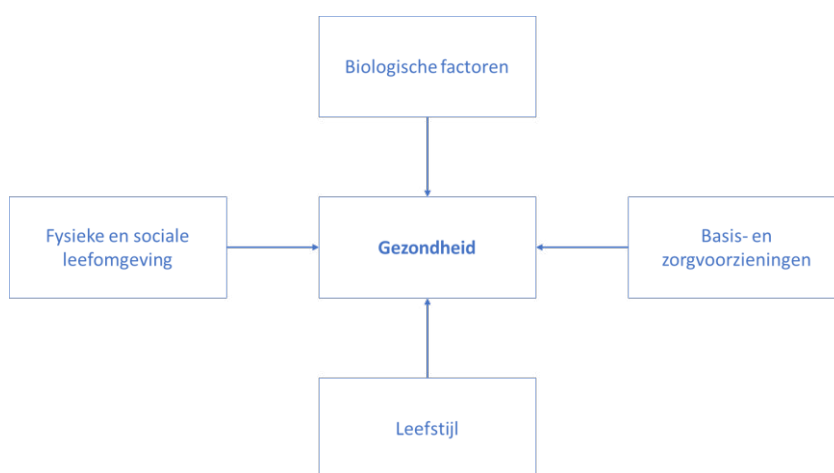 Biologische factoren
Fysieke en sociale
leefomgeving
Gezondheid
Basis- en
zorgvoorzieningen
Leefstijl